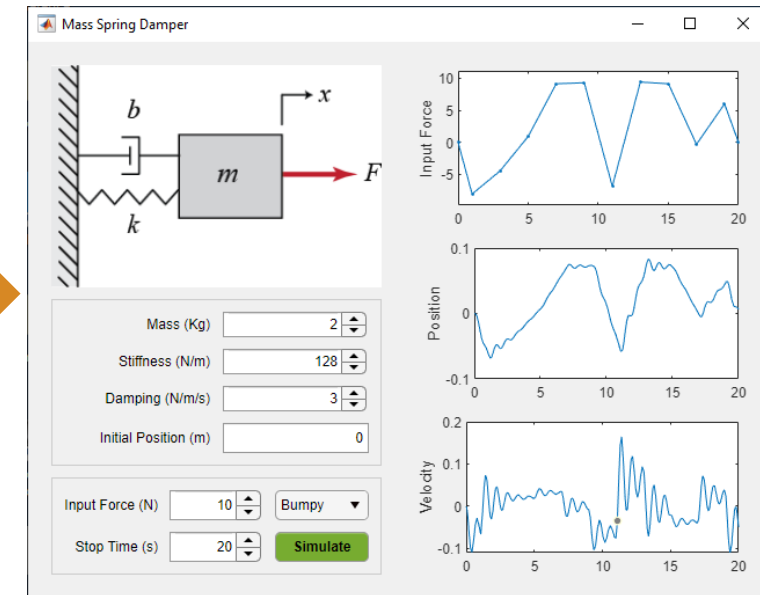 Mass Spring Damper
b
x
m
F
k
Mass (Kg) 2
Stiffness (N/m) 128
Damping (N/m/s) 3
Initial Position (m) 0
Input Force (N) 10 Bumpy
Stop Time (s) 20 Simulate
Input Force
10
5
0
-5
0 5 10 15 20
Position
0.1
0
-0.1
0 5 10 15 20
Velocity
0.2
0.1
0
-0.1
0 5 10 15 20